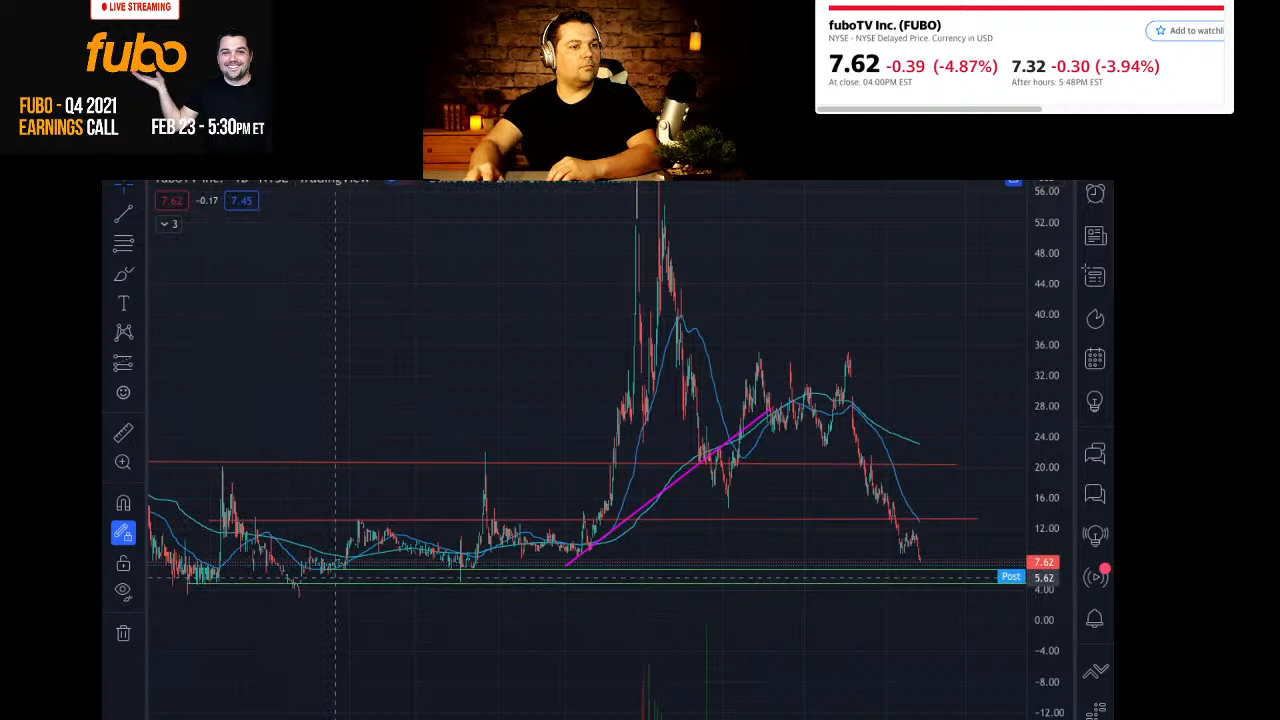 LIVE STREAMING
fubo
FUBO - Q4 2021
EARNINGS CALL
FEB 23 - 5:30PM ET
fuboTV Inc. (FUBO)
NYSE - NYSE Delayed Price. Currency in USD
Add to watchli
7.62 -0.39 (-4.87%) 7.32 -0.30 (-3.94%)
At close: 04:00PM EST After hours: 5:48PM EST
7.62 -0.17 7.45
3
56.00
52.00
48.00
44.00
40.00
36.00
32.00
28.00
24.00
20.00
16.00
12.00
7.62
Post 5.62
4.00
0.00
−4.00
−8.00
−12.00